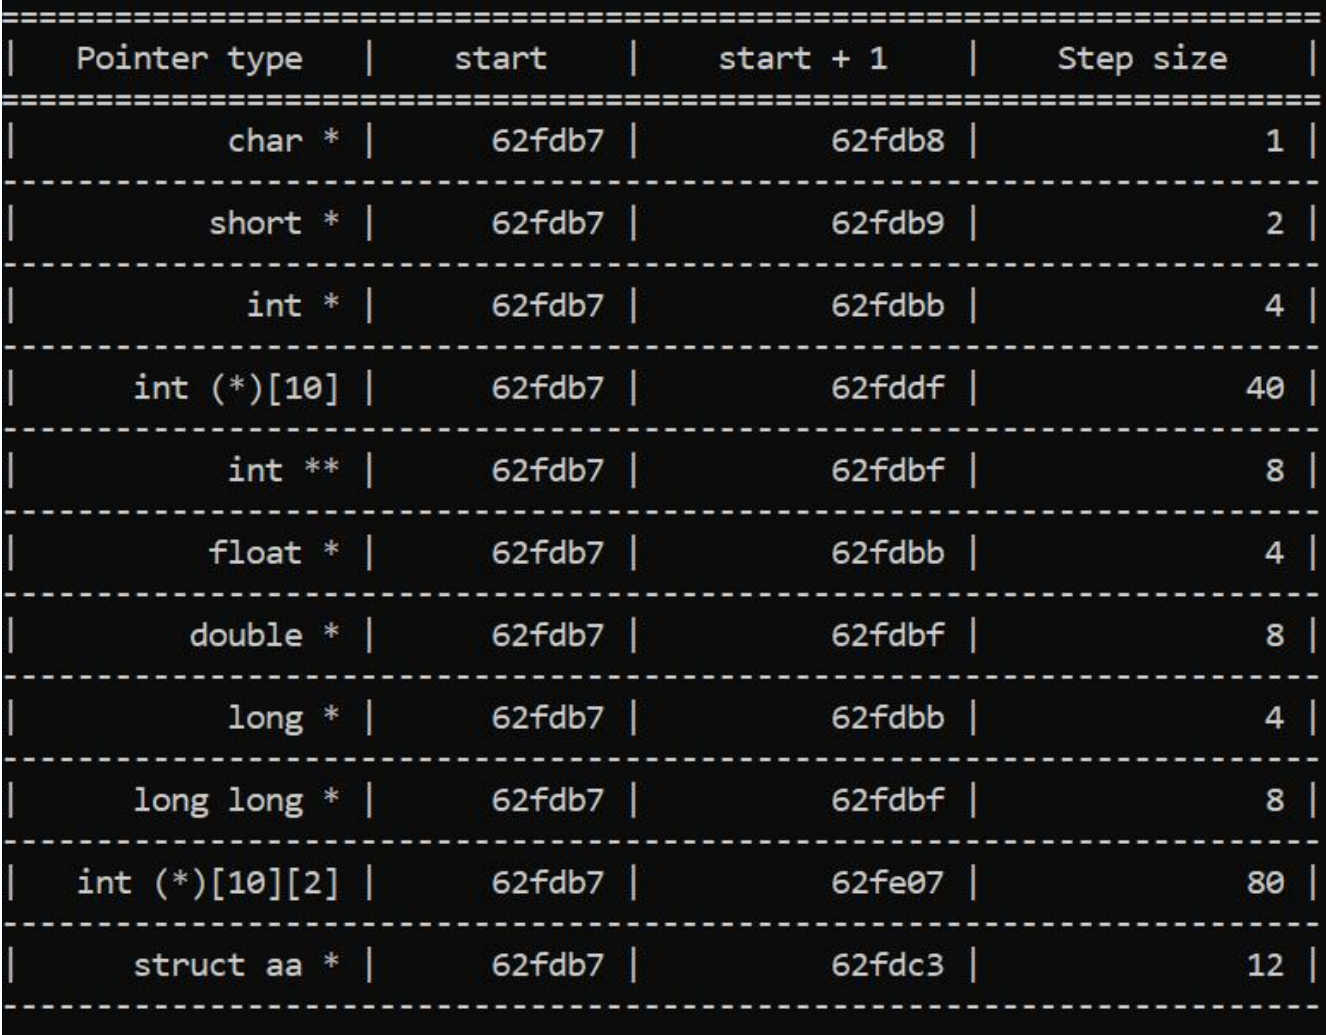 | Pointer type | start | start + 1 | Step size |
| char * | 62fdb7 | 62fdb8 | 1 |
| short * | 62fdb7 | 62fdb9 | 2 |
| int * | 62fdb7 | 62fdbb | 4 |
| int (*)[10] | 62fdb7 | 62fddf | 40 |
| int ** | 62fdb7 | 62fdbf | 8 |
| float * | 62fdb7 | 62fdbb | 4 |
| double * | 62fdb7 | 62fdbf | 8 |
| long * | 62fdb7 | 62fdbb | 4 |
| long long * | 62fdb7 | 62fdbf | 8 |
| int (*)[10][2] | 62fdb7 | 62fe07 | 80 |
| struct aa * | 62fdb7 | 62fdc3 | 12 |